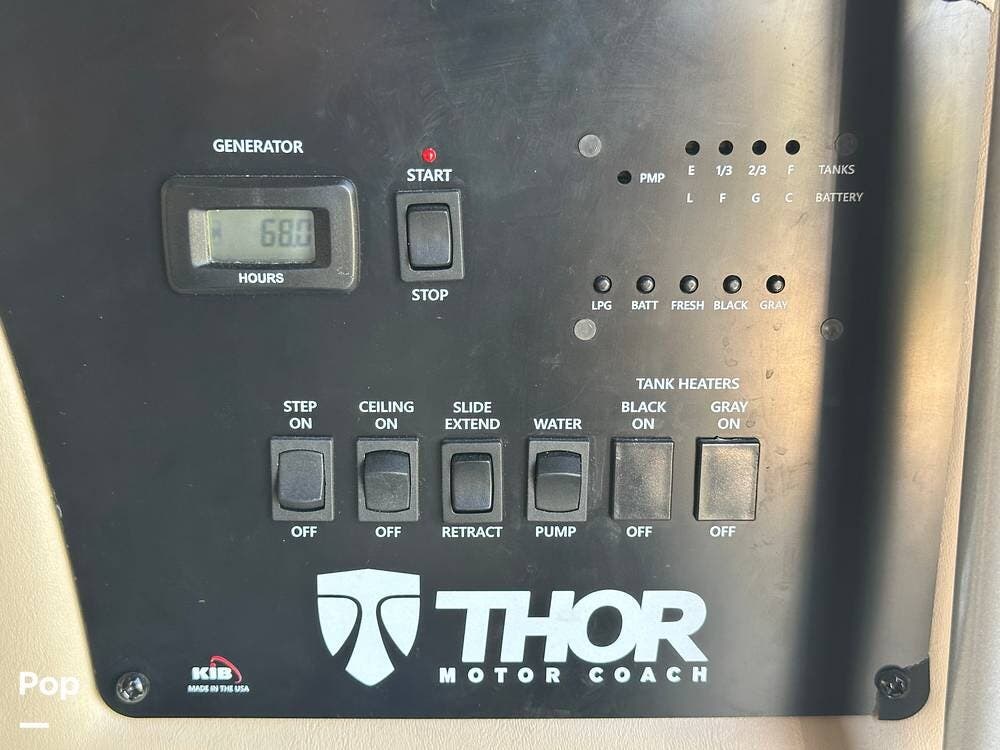 GENERATOR
68.0
HOURS
START
STOP
PMP
E 1/3 2/3 F TANKS
L F G C BATTERY
LPG BATT FRESH BLACK GRAY
TANK HEATERS
STEP ON
CEILING ON
SLIDE EXTEND
WATER
BLACK ON
GRAY ON
OFF
OFF
RETRACT
PUMP
OFF
OFF
THOR
MOTOR COACH
KIB
MADE IN THE USA
Pop